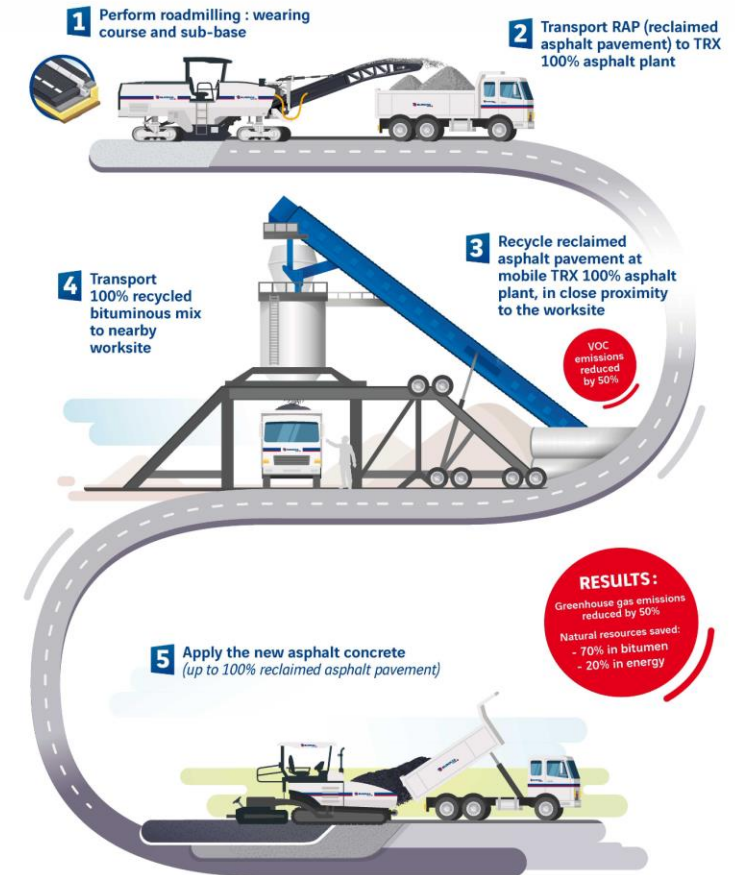 1 Perform roadmilling : wearing
course and sub-base
2 Transport RAP (reclaimed
asphalt pavement) to TRX
100% asphalt plant
3 Recycle reclaimed
asphalt pavement at
mobile TRX 100% asphalt
plant, in close proximity
to the worksite
VOC
emissions
reduced
by 50%
4 Transport
100% recycled
bituminous mix
to nearby
worksite
RESULTS :
Greenhouse gas emissions
reduced by 50%
Natural resources saved:
- 70% in bitumen
- 20% in energy
5 Apply the new asphalt concrete
(up to 100% reclaimed asphalt pavement)